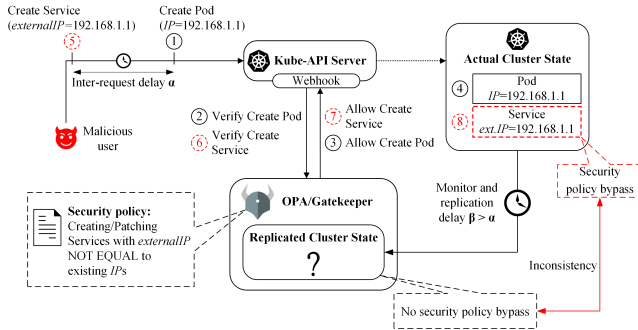 Create Service
(externalIP=192.168.1.1)
5
Create Pod
(IP=192.168.1.1)
1
Inter-request delay α
Malicious
user
Kube-API Server
Webhook
2 Verify Create Pod
6 Verify Create
Service
7 Allow Create
Service
3 Allow Create Pod
Actual Cluster State
4
Pod
IP=192.168.1.1
8
Service
ext.IP=192.168.1.1
Security
policy bypass
Monitor and
replication
delay β > α
OPA/Gatekeeper
Replicated Cluster State
?
Security policy:
Creating/Patching
Services with externalIP
NOT EQUAL to
existing IPs
Inconsistency
No security policy bypass